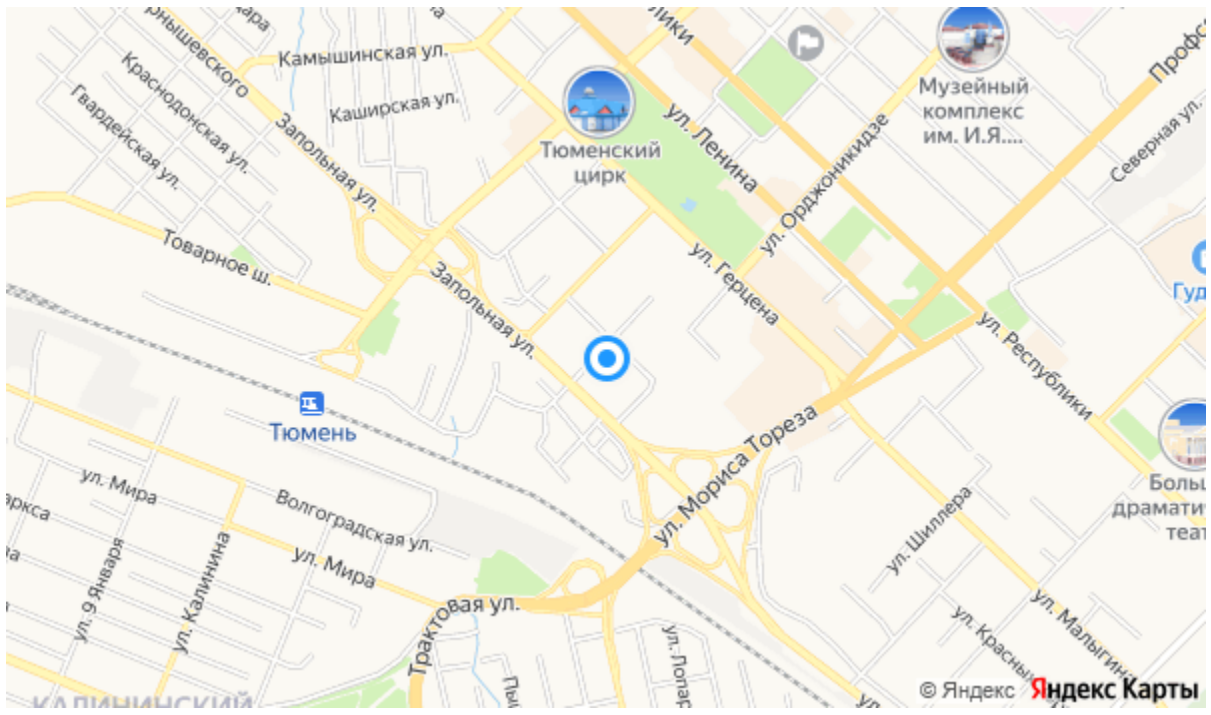 Камышинская ул.
Краснодонская ул.
Гвардейская ул.
Каширская ул.
Запольная ул.
Тюменский
цирк
ул. Ленина
Музейный
комплекс
им. И.Я....
ул. Орджоникидзе
Северная ул.
Товарное ш.
Запольная ул.
ул. Герцена
ул. Республики
Тюмень
ул. Мориса Тореза
ул. Мира
Волгоградская ул.
ул. Шиллера
ул. Мира
ул. 9 Января
ул. Калинина
Трактовая ул.
ул. Малыгина
КАЛИНИНСКИЙ
© Яндекс Яндекс Карты